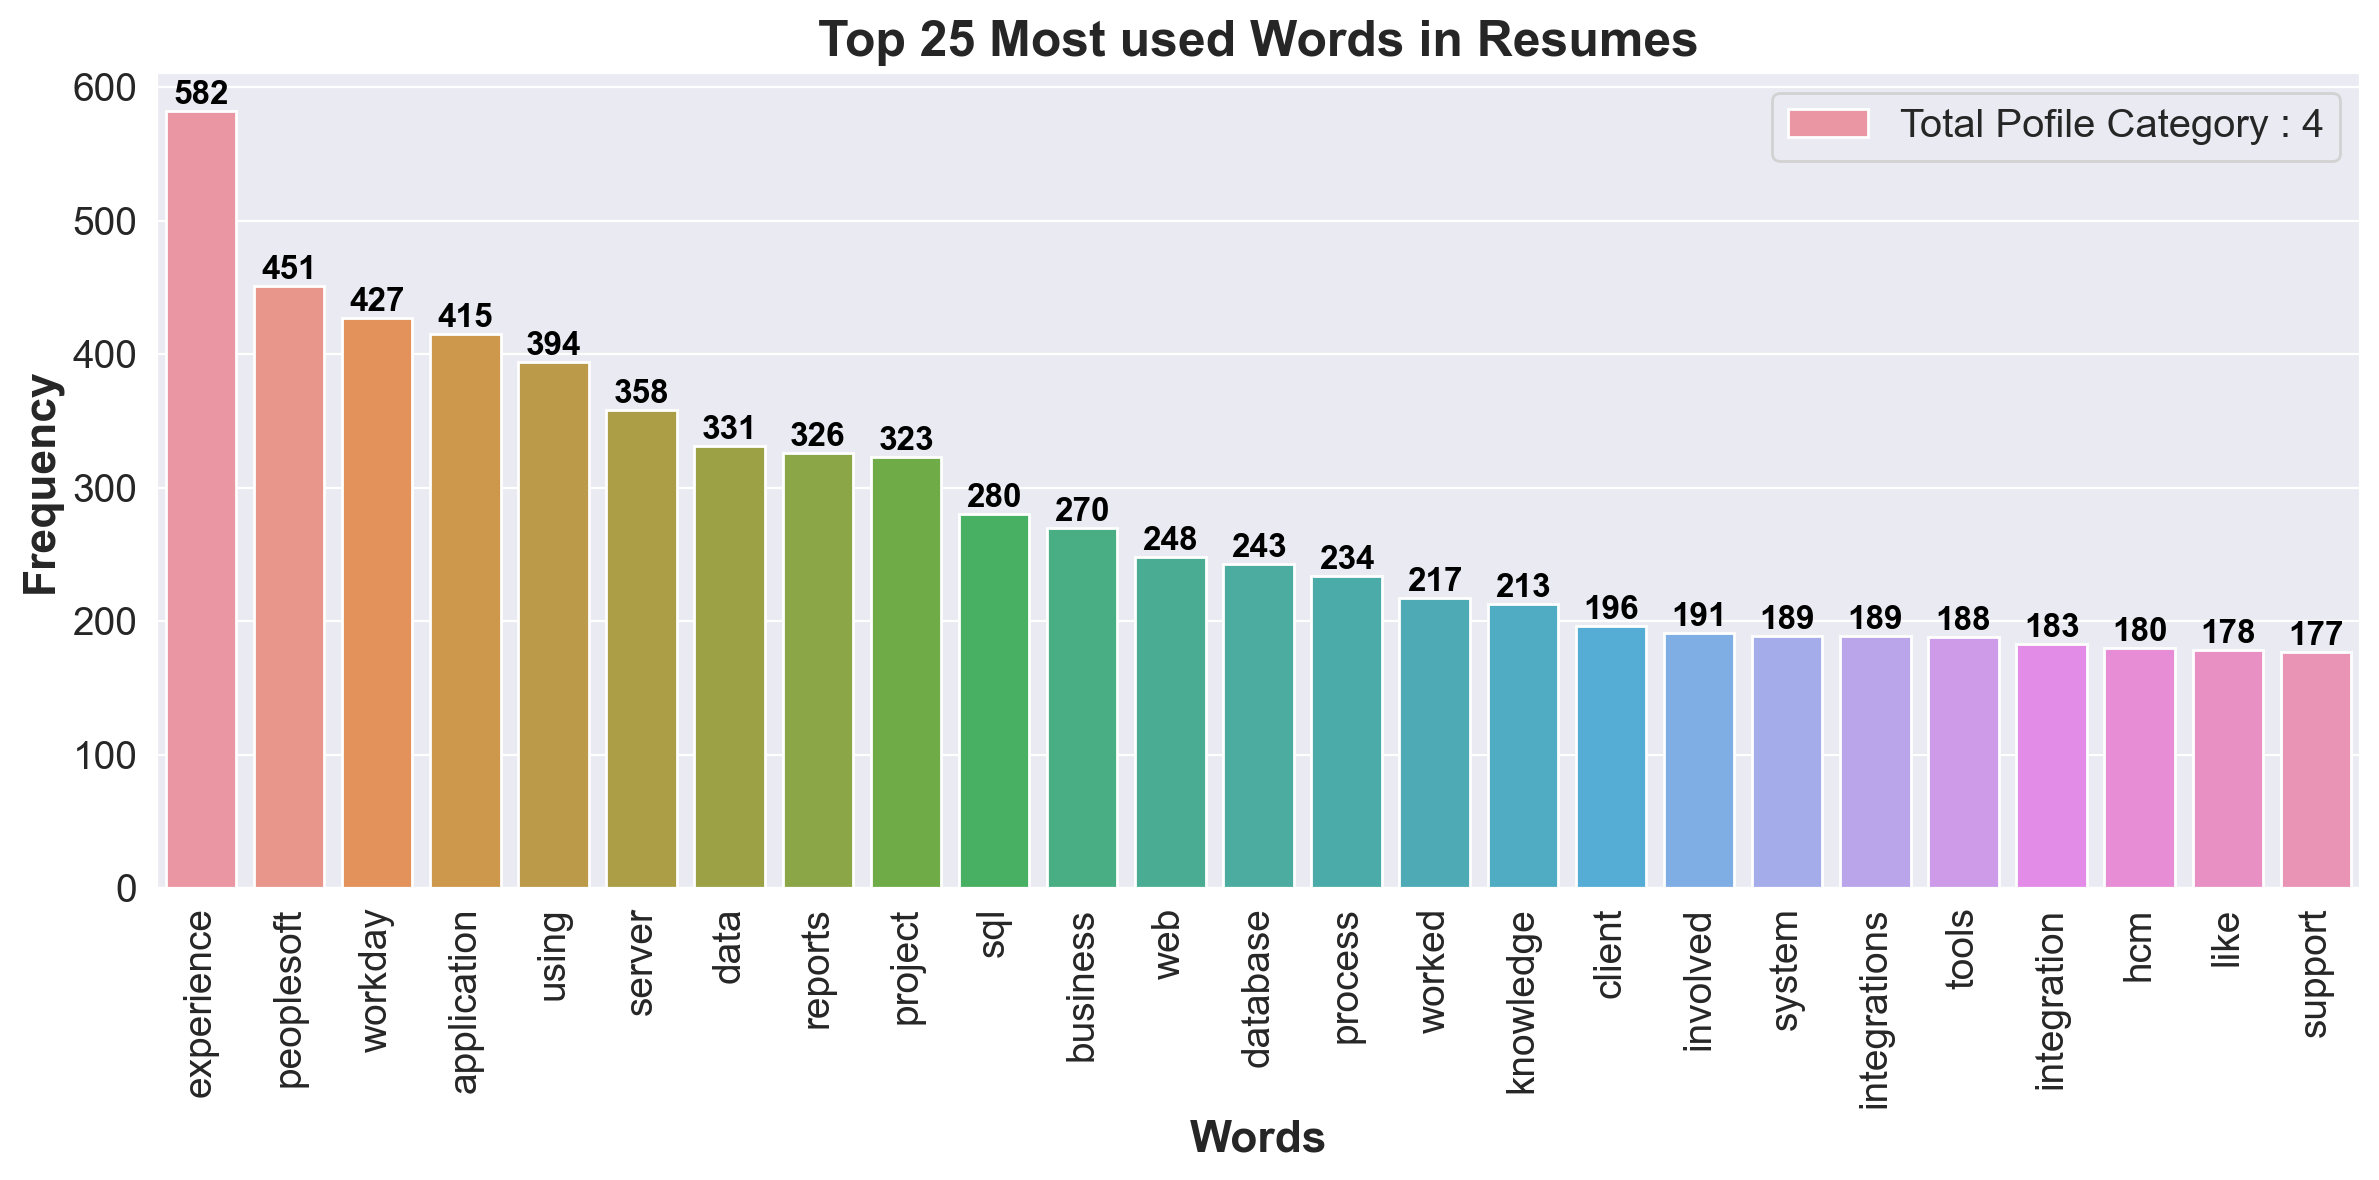 Top 25 Most used Words in Resumes
Total Pofile Category : 4
Frequency
600
500
400
300
200
100
0
582
451
427
415
394
358
331
326
323
280
270
248
243
234
217
213
196
191
189
189
188
183
180
178
177
experience
peoplesoft
workday
application
using
server
data
reports
project
sql
business
web
database
process
worked
knowledge
client
involved
system
integrations
tools
integration
hcm
like
support
Words